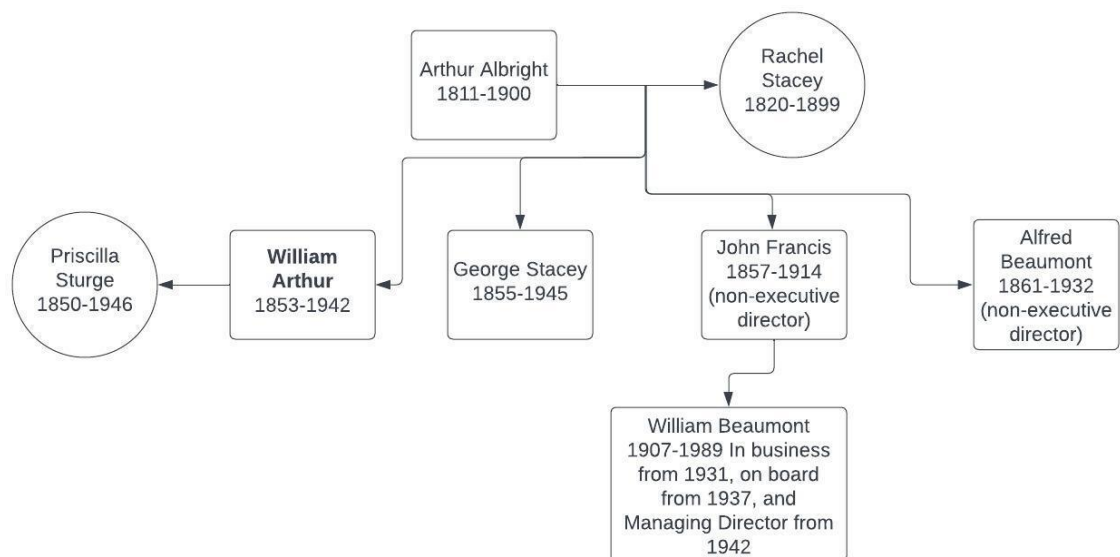 Arthur Albright
1811-1900
Rachel
Stacey
1820-1899
Priscilla
Sturge
1850-1946
William
Arthur
1853-1942
George Stacey
1855-1945
John Francis
1857-1914
(non-executive
director)
Alfred
Beaumont
1861-1932
(non-executive
director)
William Beaumont
1907-1989 In business
from 1931, on board
from 1937, and
Managing Director from
1942